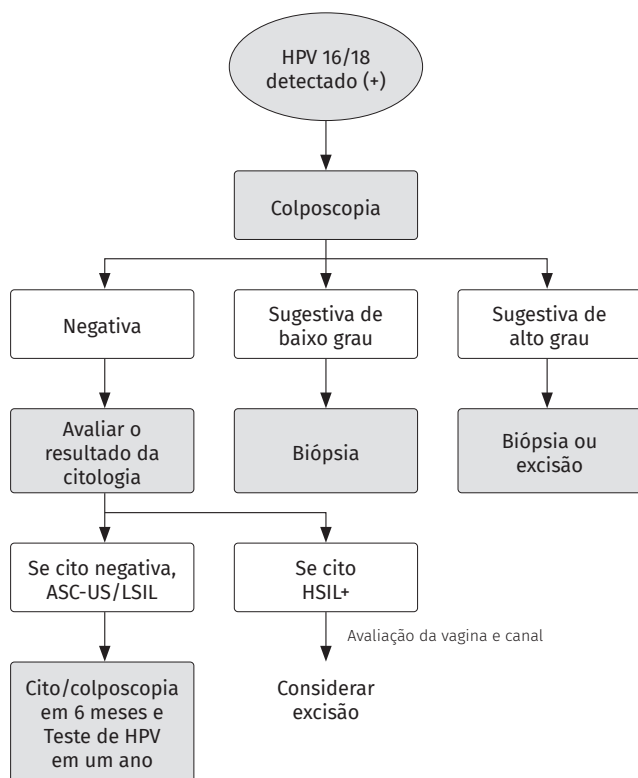 HPV 16/18
detectado (+)
Colposcopia
Negativa
Sugestiva de
baixo grau
Sugestiva de
alto grau
Avaliar o
resultado da
citologia
Biópsia
Biópsia ou
excisão
Se cito negativa,
ASC-US/LSIL
Se cito
HSIL+
Avaliação da vagina e canal
Cito/colposcopia
em 6 meses e
Teste de HPV
em um ano
Considerar
excisão